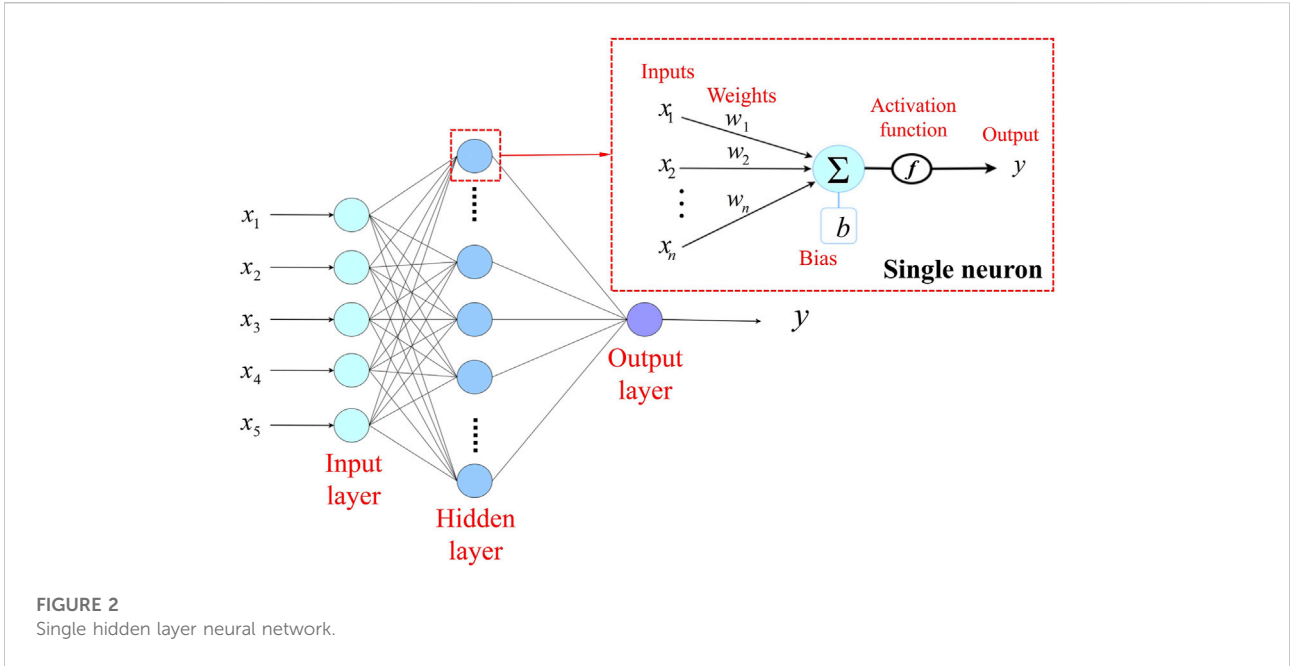 Inputs
Weights
Activation
function
Output
x₁
w₁
x₂
w₂
Σ
f
y
⋮
wₙ
xₙ
b
Bias
Single neuron
x₁
x₂
x₃
x₄
x₅
y
Input
layer
Hidden
layer
Output
layer
FIGURE 2
Single hidden layer neural network.